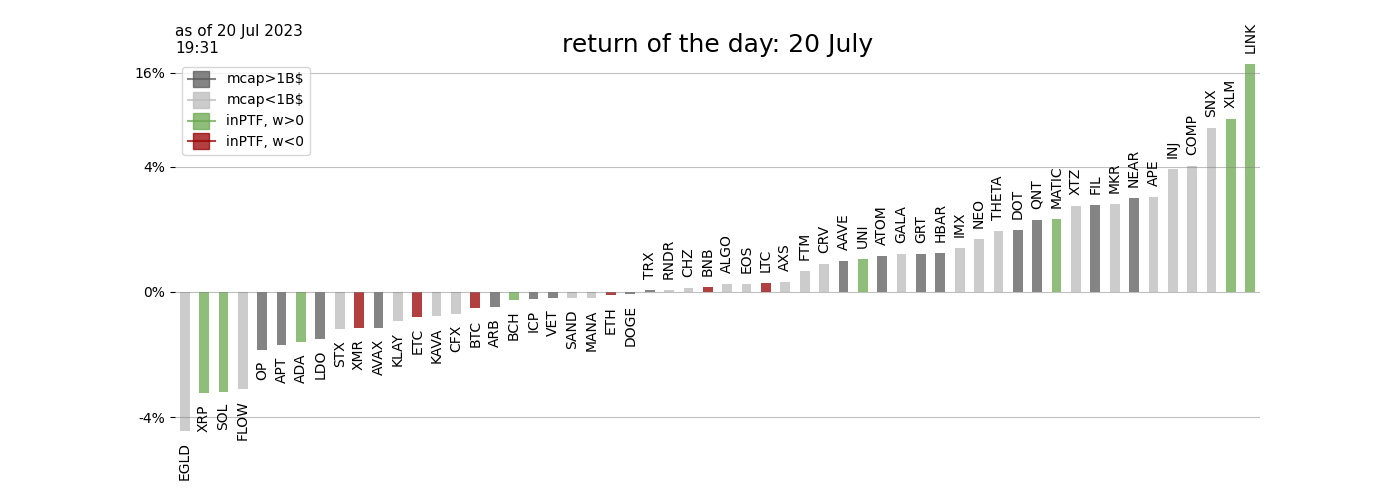 as of 20 Jul 2023
19:31
return of the day: 20 July
mcap>1B$
mcap<1B$
inPTF, w>0
inPTF, w<0
16%
4%
0%
-4%
EGLD
XRP
SOL
FLOW
OP
APT
ADA
LDO
STX
XMR
AVAX
KLAY
ETC
KAVA
CFX
BTC
ARB
BCH
ICP
VET
SAND
MANA
ETH
DOGE
TRX
RNDR
CHZ
BNB
ALGO
EOS
LTC
AXS
FTM
CRV
AAVE
UNI
ATOM
GALA
GRT
HBAR
IMX
NEO
THETA
DOT
QNT
MATIC
XTZ
FIL
MKR
NEAR
APE
INJ
COMP
SNX
XLM
LINK